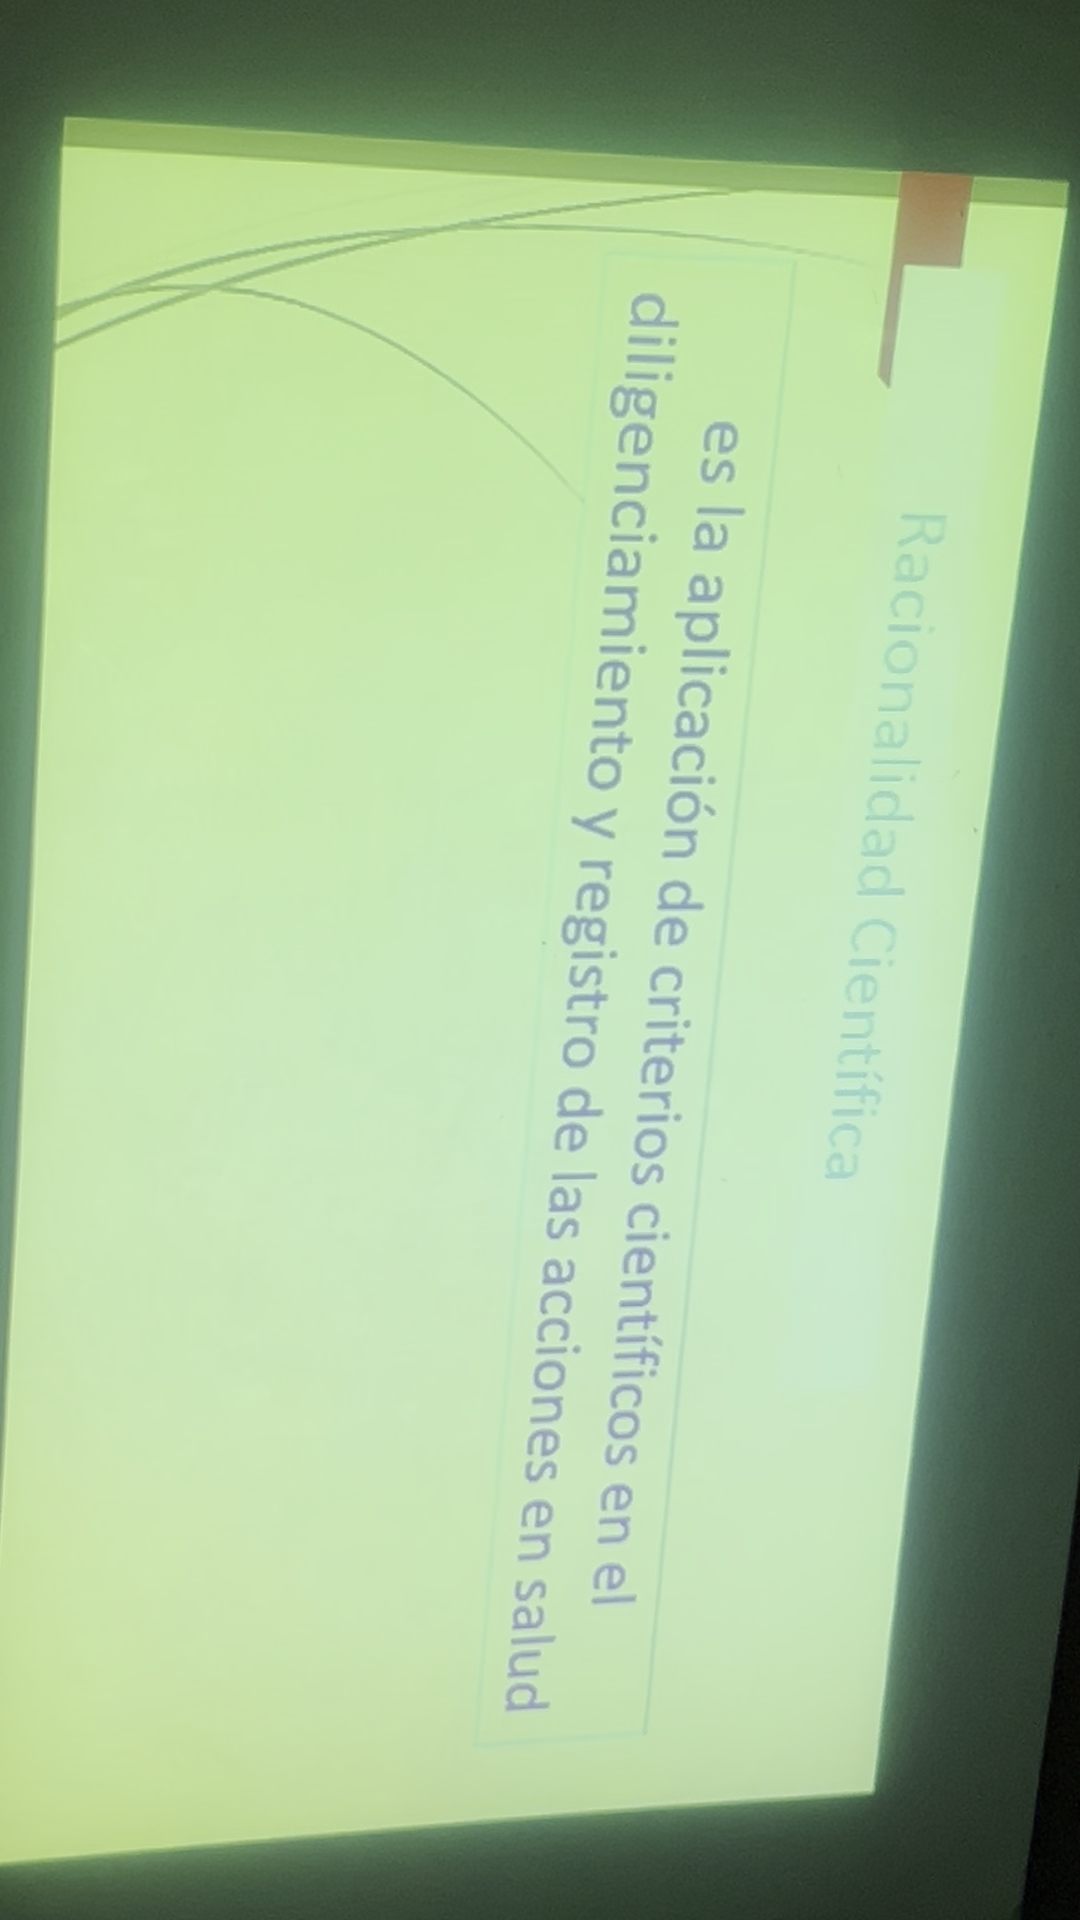 Racionalidad Científica
es la aplicación de criterios científicos en el
diligenciamiento y registro de las acciones en salud